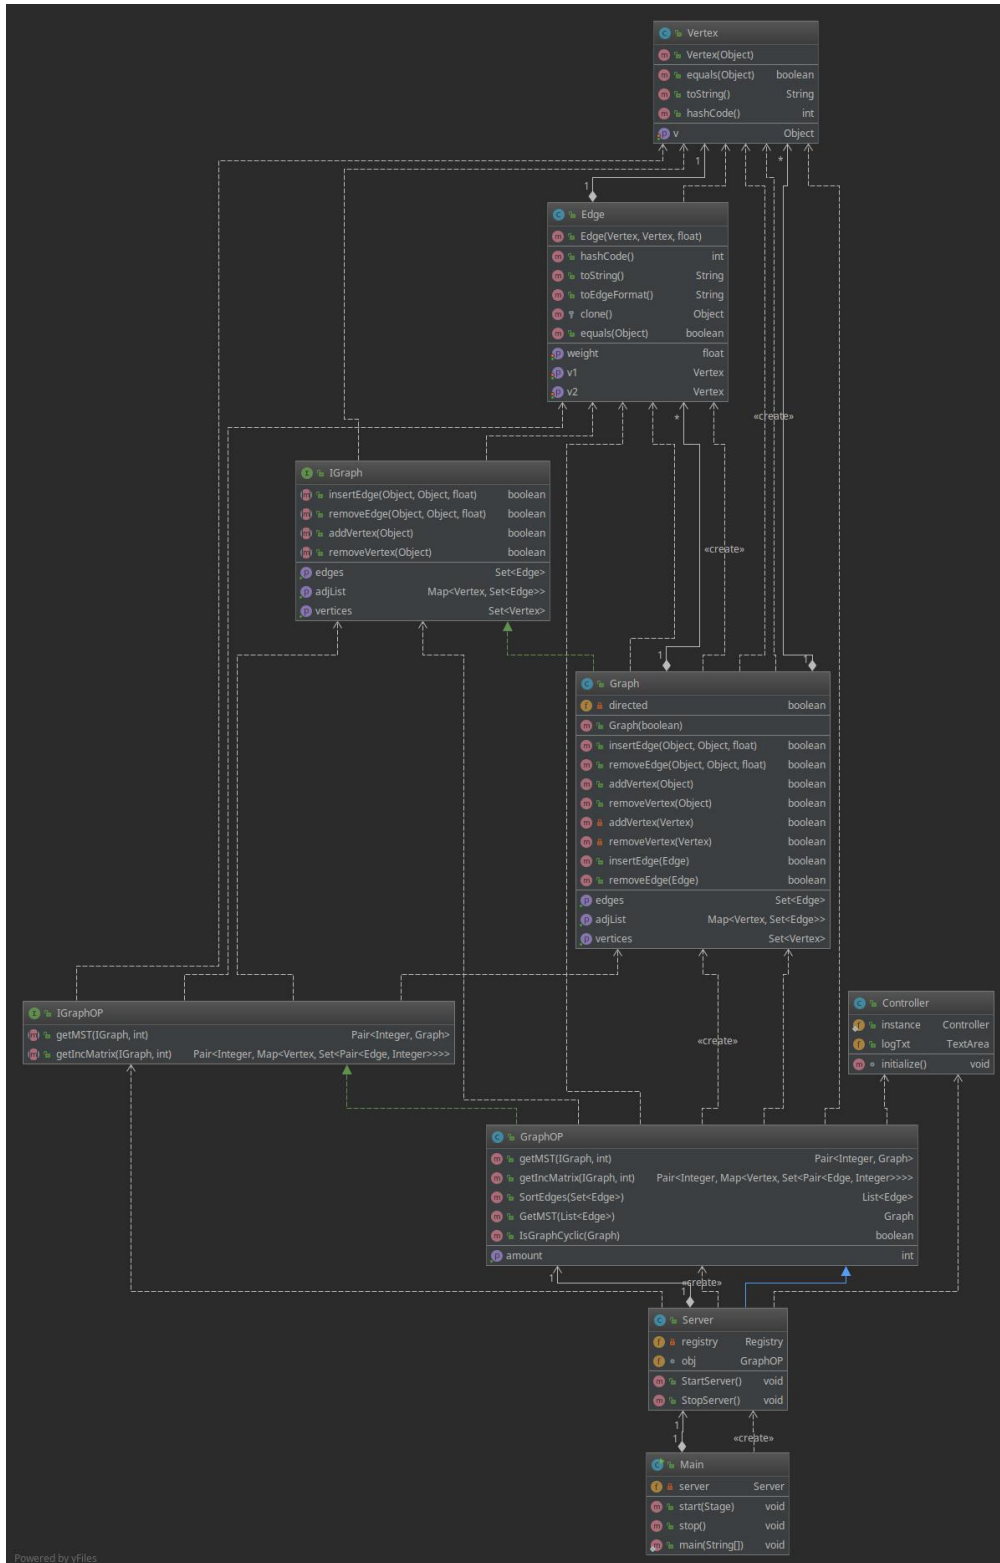 Vertex
Vertex(Object)
equals(Object) boolean
toString() String
hashCode() int
v Object
1
*
1
Edge
Edge(Vertex, Vertex, float)
hashCode() int
toString() String
toEdgeFormat() String
clone() Object
equals(Object) boolean
weight float
v1 Vertex
v2 Vertex
*
«create»
IGraph
insertEdge(Object, Object, float) boolean
removeEdge(Object, Object, float) boolean
addVertex(Object) boolean
removeVertex(Object) boolean
edges Set<Edge>
adjList Map<Vertex, Set<Edge>>
vertices Set<Vertex>
«create»
1
1
Graph
directed boolean
Graph(boolean)
insertEdge(Object, Object, float) boolean
removeEdge(Object, Object, float) boolean
addVertex(Object) boolean
removeVertex(Object) boolean
addVertex(Vertex) boolean
removeVertex(Vertex) boolean
insertEdge(Edge) boolean
removeEdge(Edge) boolean
edges Set<Edge>
adjList Map<Vertex, Set<Edge>>
vertices Set<Vertex>
IGraphOP
getMST(IGraph, int) Pair<Integer, Graph>
getIncMatrix(IGraph, int) Pair<Integer, Map<Vertex, Set<Pair<Edge, Integer>>>>
Controller
instance Controller
logTxt TextArea
initialize() void
«create»
GraphOP
getMST(IGraph, int) Pair<Integer, Graph>
getIncMatrix(IGraph, int) Pair<Integer, Map<Vertex, Set<Pair<Edge, Integer>>>>
SortEdges(Set<Edge>) List<Edge>
GetMST(List<Edge>) Graph
IsGraphCyclic(Graph) boolean
amount int
1
«create»
1
Server
registry Registry
obj GraphOP
StartServer() void
StopServer() void
1
1
«create»
Main
server Server
start(Stage) void
stop() void
main(String[]) void
Powered by yFiles